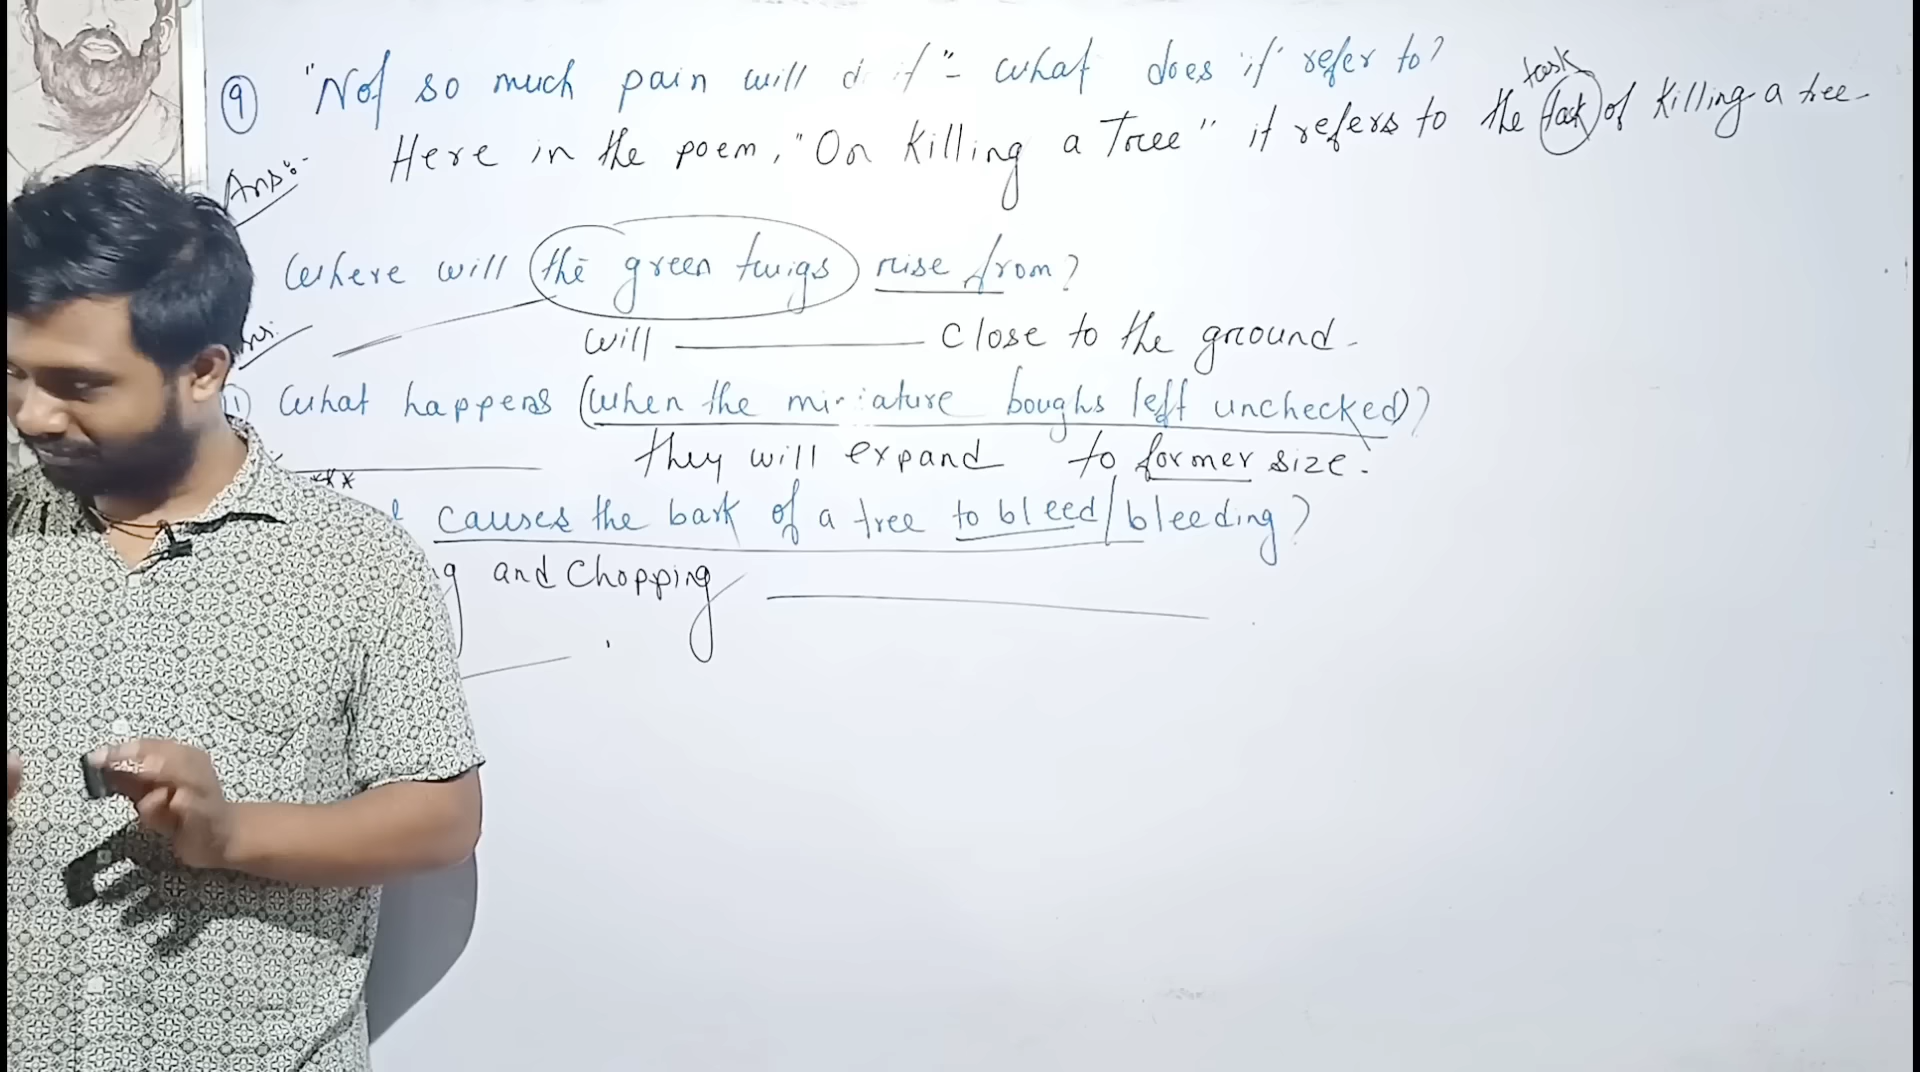 9 "Not so much pain will d it" - what does 'it' refer to?
task
Ans:- Here in the poem, "On Killing a Tree" it refers to the task of killing a tree-
Where will the green twigs rise from?
will ____ close to the ground.
What happens (when the miniature boughs left unchecked)?
they will expand to former size.
**
causes the bark of a tree to bleed/bleeding?
and Chopping